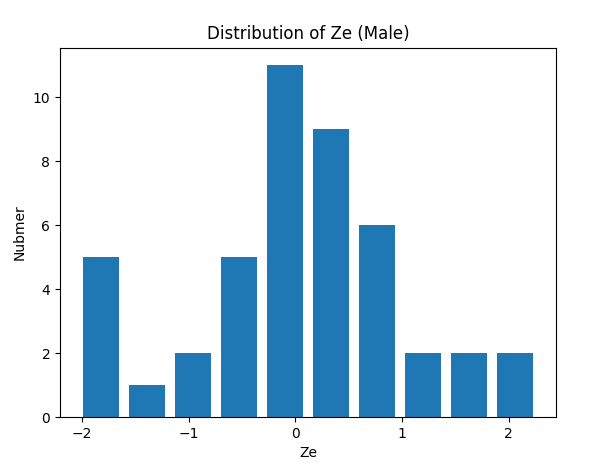 Distribution of Ze (Male)
10
8
6
4
2
0
Nubmer
−2 −1 0 1 2
Ze